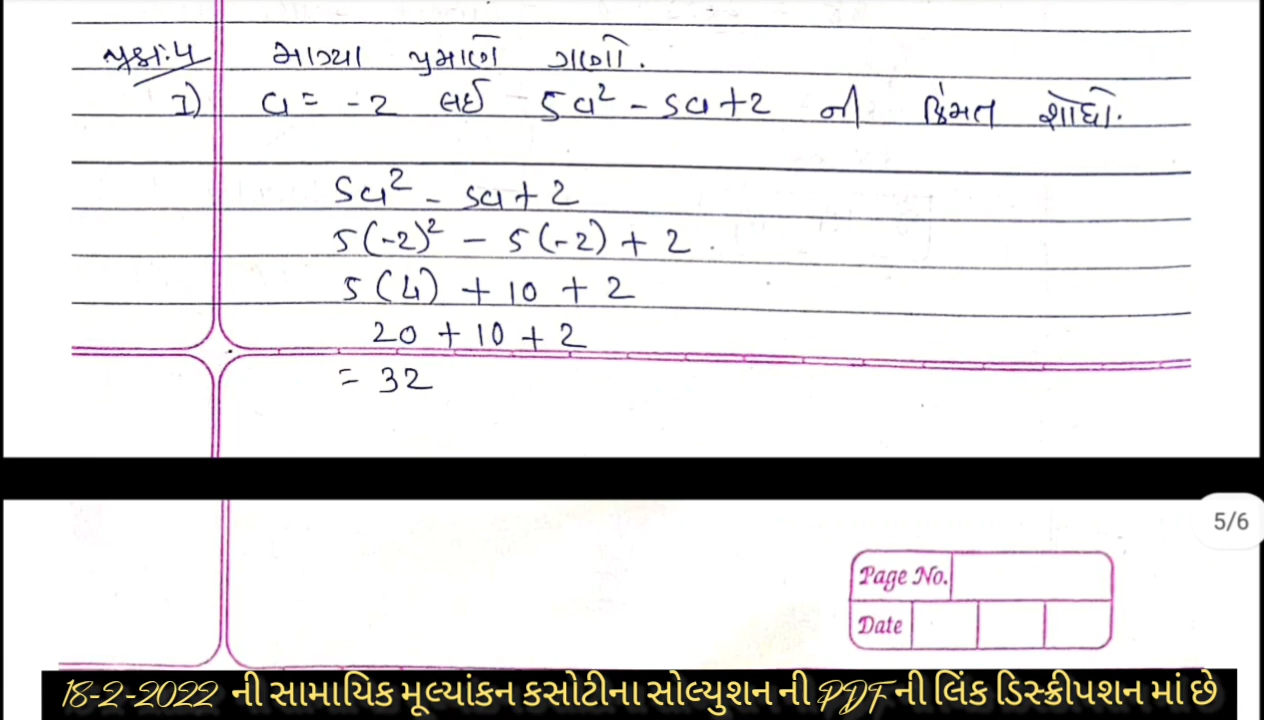 પ્રશ્ન:4 માગ્યા પ્રમાણે ગણો.
1) a = -2 લઈ 5a² - 5a + 2 ની કિંમત શોધો.
5a² - 5a + 2
5(-2)² - 5(-2) + 2
5(4) + 10 + 2
20 + 10 + 2
= 32
5/6
Page No.
Date
18-2-2022 ની સામાયિક મૂલ્યાંકન કસોટીના સોલ્યુશન ની PDF ની લિંક ડિસ્ક્રીપશન માં છે